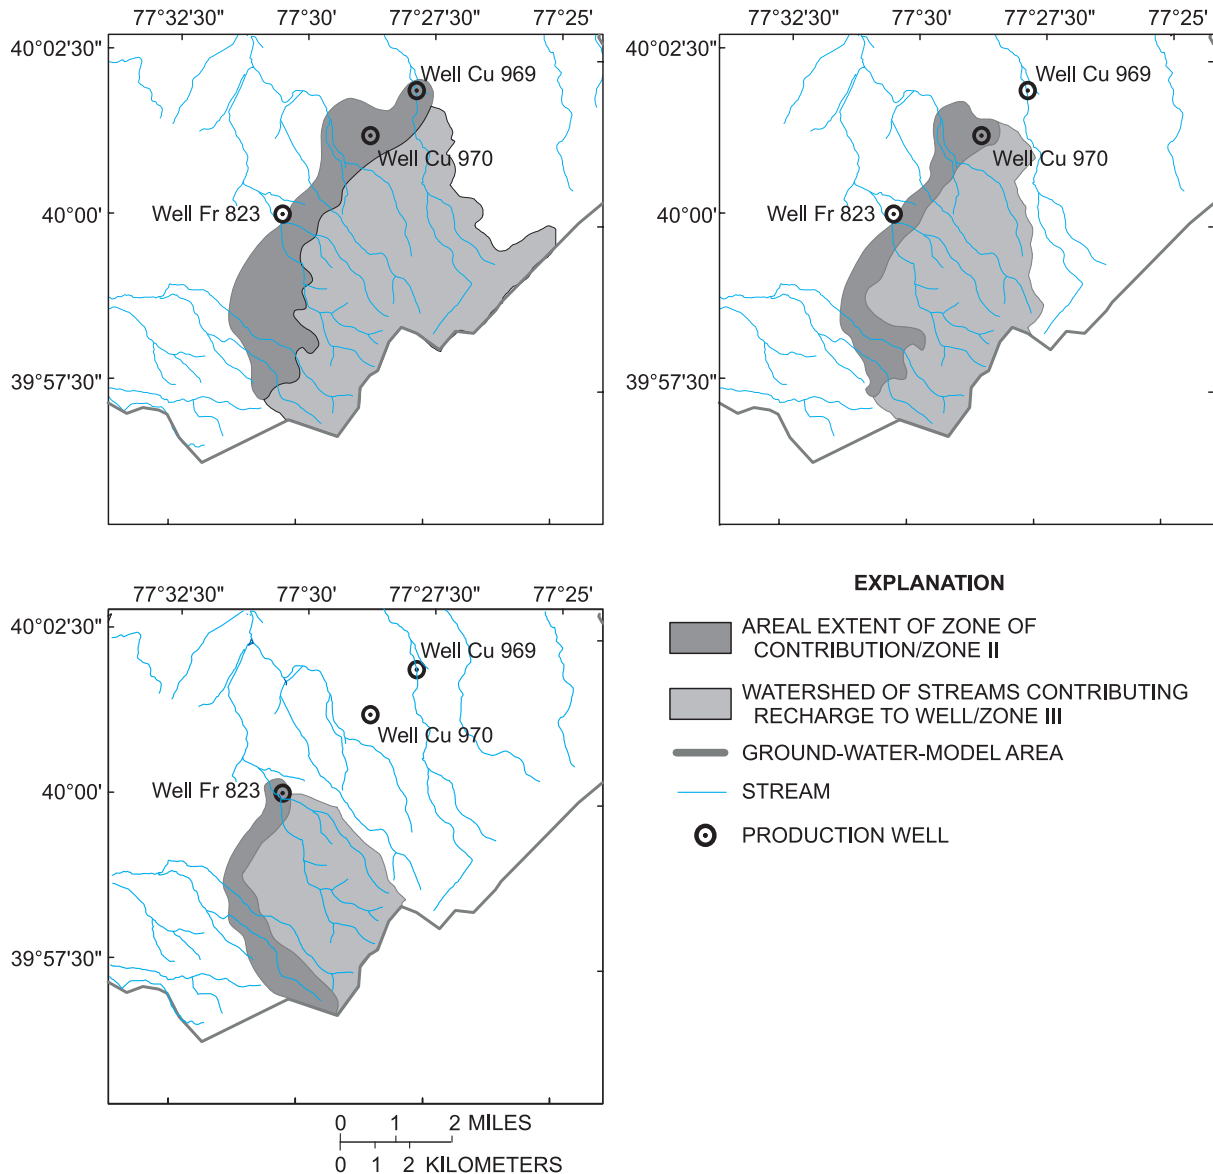 77°32'30" 77°30' 77°27'30" 77°25'
40°02'30"
Well Cu 969
Well Cu 970
Well Fr 823
40°00'
39°57'30"
77°32'30" 77°30' 77°27'30" 77°25'
40°02'30"
Well Cu 969
Well Cu 970
Well Fr 823
40°00'
39°57'30"
77°32'30" 77°30' 77°27'30" 77°25'
40°02'30"
Well Cu 969
Well Cu 970
Well Fr 823
40°00'
39°57'30"
0 1 2 MILES
0 1 2 KILOMETERS
EXPLANATION
AREAL EXTENT OF ZONE OF
CONTRIBUTION/ZONE II
WATERSHED OF STREAMS CONTRIBUTING
RECHARGE TO WELL/ZONE III
GROUND-WATER-MODEL AREA
STREAM
PRODUCTION WELL